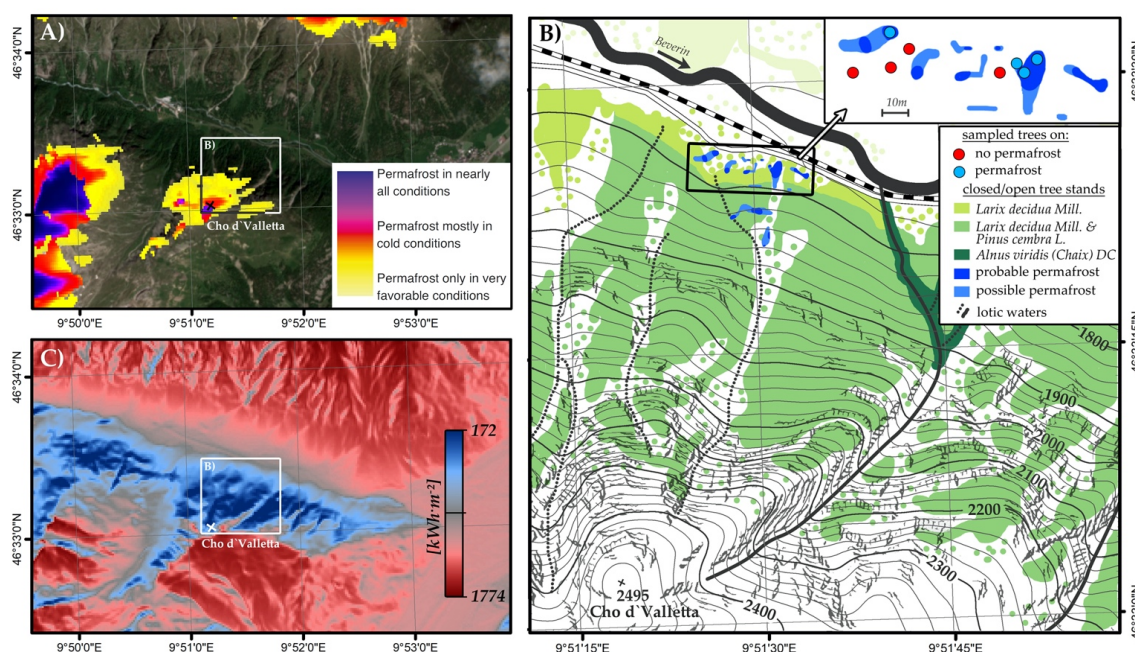 A)
46°34'0"N
46°33'0"N
B)
Cho d`Valletta
Permafrost in nearly
all conditions
Permafrost mostly in
cold conditions
Permafrost only in very
favorable conditions
9°50'0"E
9°51'0"E
9°52'0"E
9°53'0"E
C)
46°34'0"N
46°33'0"N
B)
Cho d`Valletta
172
[kWh·m⁻²]
1774
9°50'0"E
9°51'0"E
9°52'0"E
9°53'0"E
B)
Beverin
10m
sampled trees on:
no permafrost
permafrost
closed/open tree stands
Larix decidua Mill.
Larix decidua Mill. &
Pinus cembra L.
Alnus viridis (Chaix) DC
probable permafrost
possible permafrost
lotic waters
1800
1900
2000
2100
2200
2300
2400
2495
Cho d`Valletta
9°51'15"E
9°51'30"E
9°51'45"E